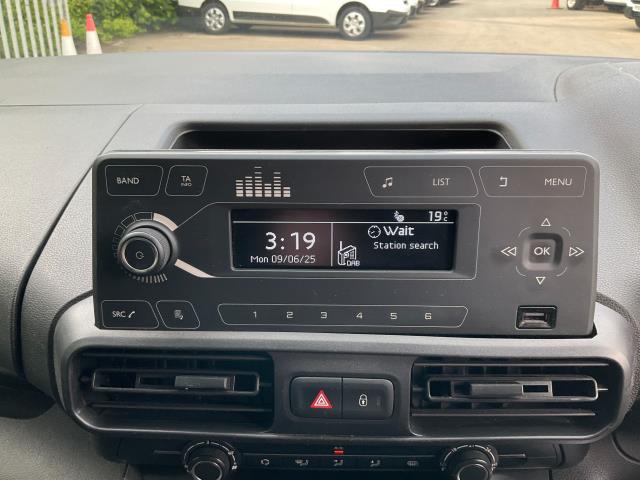 BAND
TA
INFO
LIST
MENU
19°C
3:19
Wait
Station search
Mon 09/06/25
DAB
OK
SRC
1 2 3 4 5 6